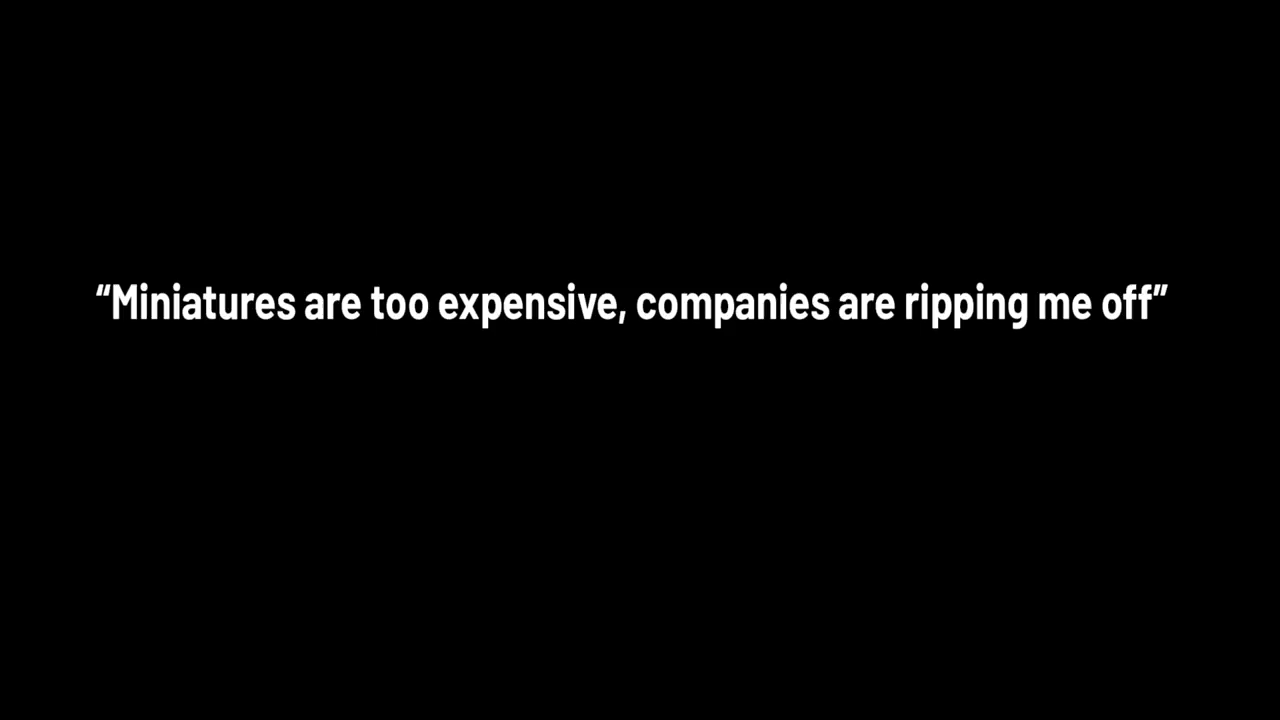 “Miniatures are too expensive, companies are ripping me off”